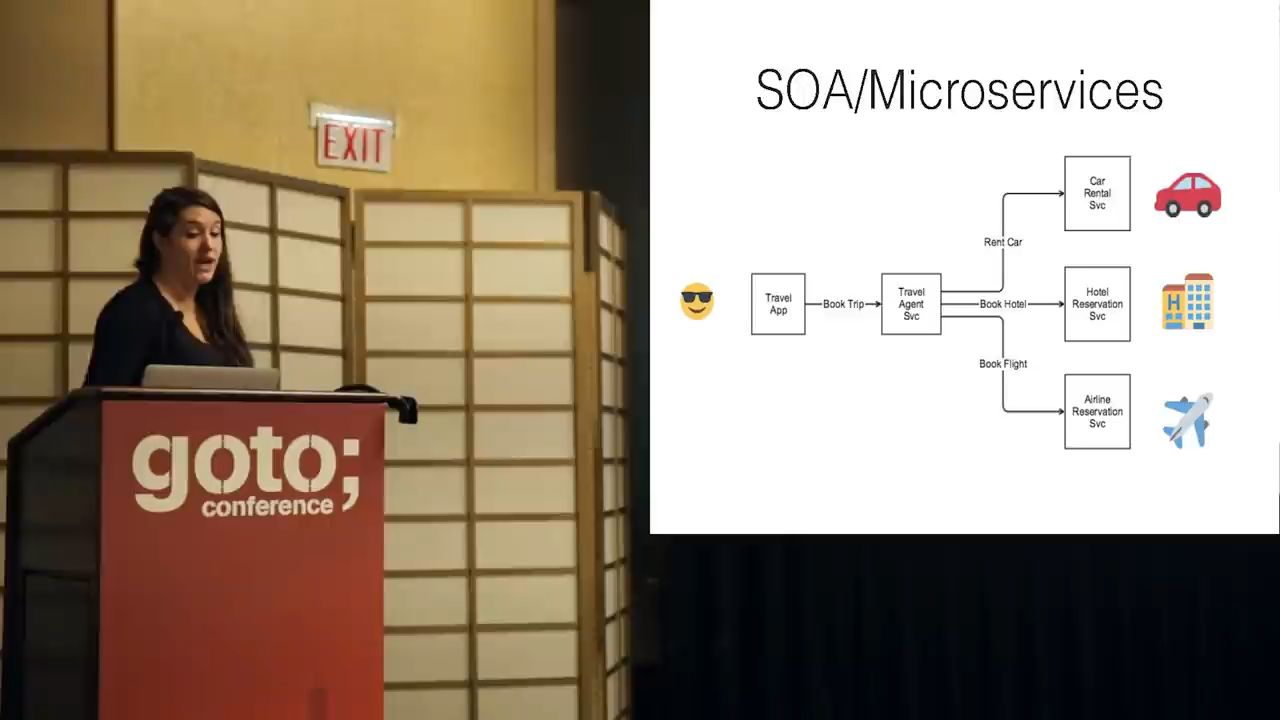 EXIT
goto;
conference
SOA/Microservices
Car
Rental
Svc
Rent Car
Travel
App
Book Trip
Travel
Agent
Svc
Book Hotel
Hotel
Reservation
Svc
Book Flight
Airline
Reservation
Svc
H